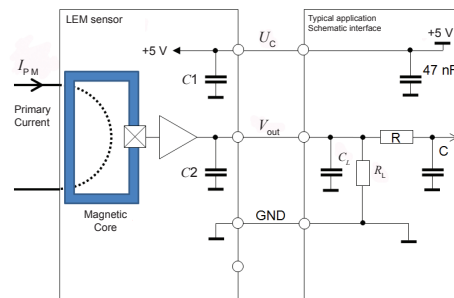 LEM sensor
Typical application
Schematic interface
+5 V
U_C
+5 V
I_PM
C1
47 nF
Primary
Current
V_out
R
C2
C_L
R_L
C
GND
Magnetic
Core